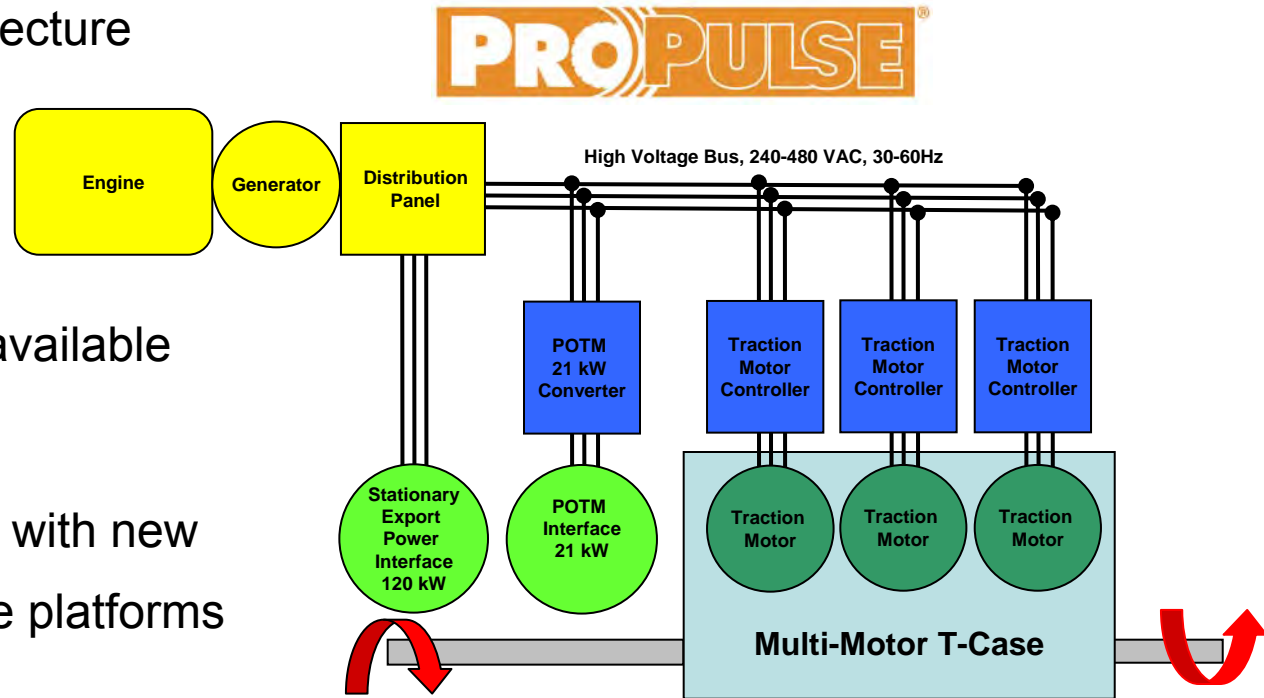 ecture
PROPULSE®
High Voltage Bus, 240-480 VAC, 30-60Hz
Engine
Generator
Distribution
Panel
available
POTM
21 kW
Converter
Traction
Motor
Controller
Traction
Motor
Controller
Traction
Motor
Controller
with new
e platforms
Stationary
Export
Power
Interface
120 kW
POTM
Interface
21 kW
Traction
Motor
Traction
Motor
Traction
Motor
Multi-Motor T-Case